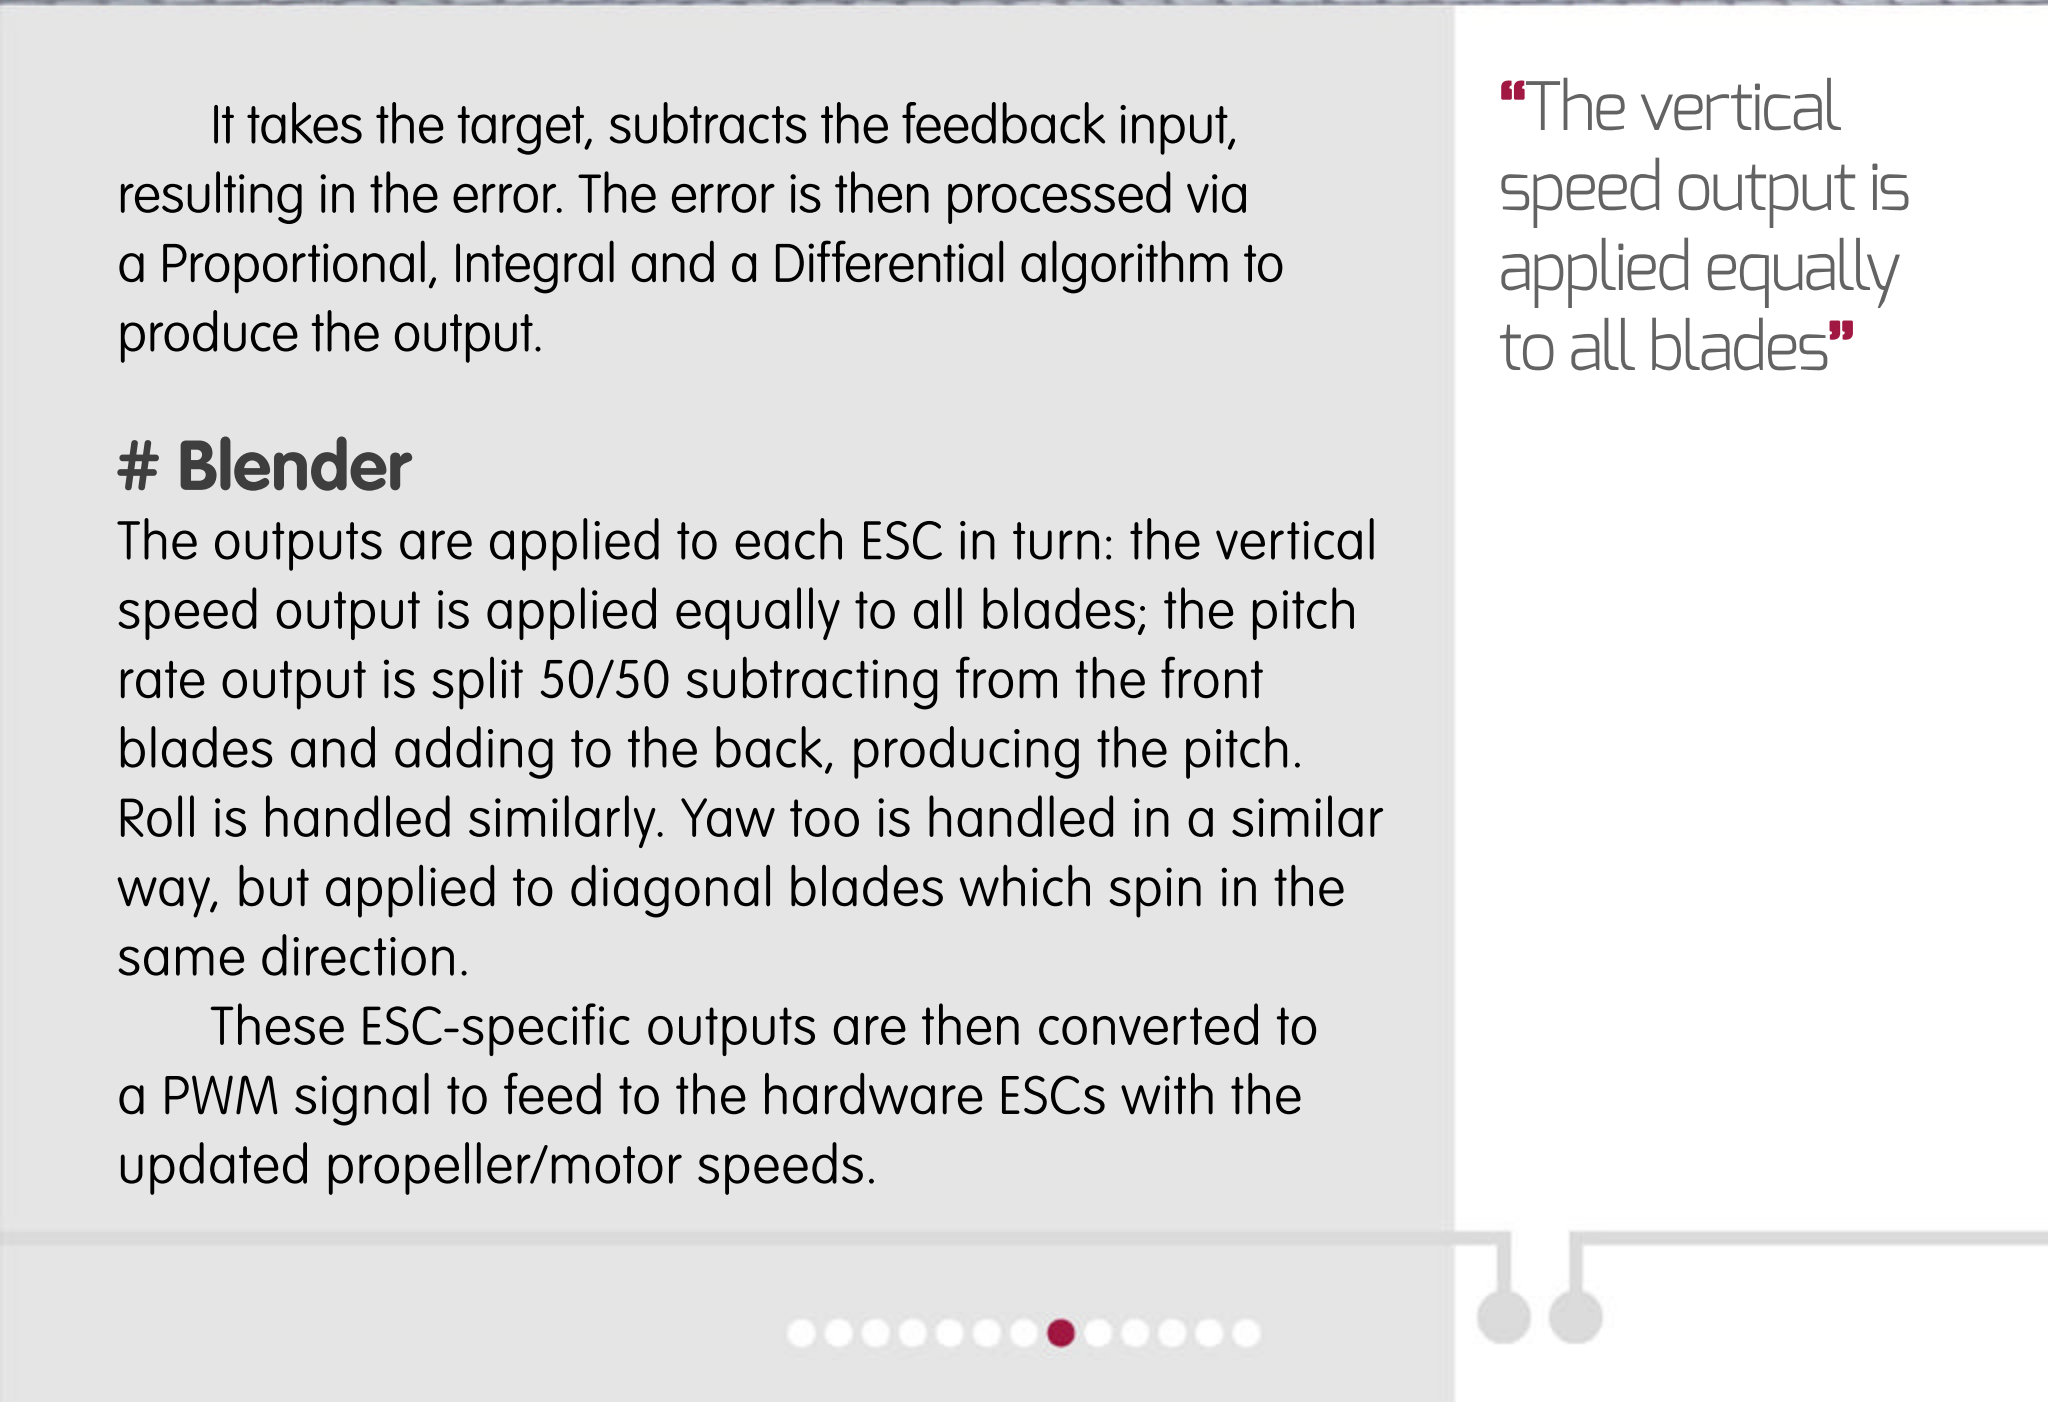 It takes the target, subtracts the feedback input,
resulting in the error. The error is then processed via
a Proportional, Integral and a Differential algorithm to
produce the output.
# Blender
The outputs are applied to each ESC in turn: the vertical
speed output is applied equally to all blades; the pitch
rate output is split 50/50 subtracting from the front
blades and adding to the back, producing the pitch.
Roll is handled similarly. Yaw too is handled in a similar
way, but applied to diagonal blades which spin in the
same direction.
These ESC-specific outputs are then converted to
a PWM signal to feed to the hardware ESCs with the
updated propeller/motor speeds.
“The vertical
speed output is
applied equally
to all blades”